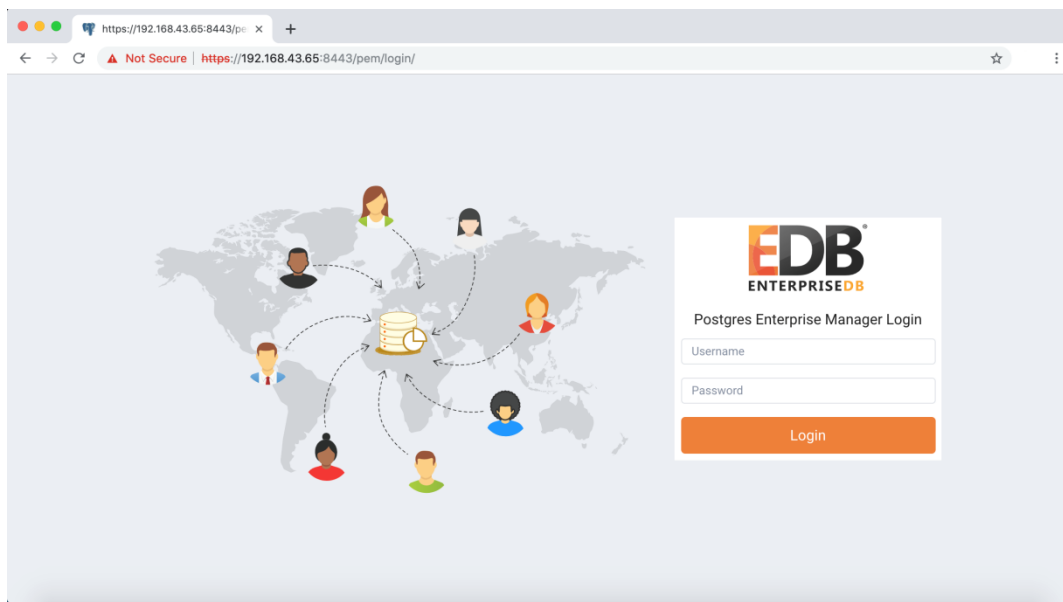 https://192.168.43.65:8443/pe
Not Secure | https://192.168.43.65:8443/pem/login/
EDB
ENTERPRISEDB
Postgres Enterprise Manager Login
Username
Password
Login